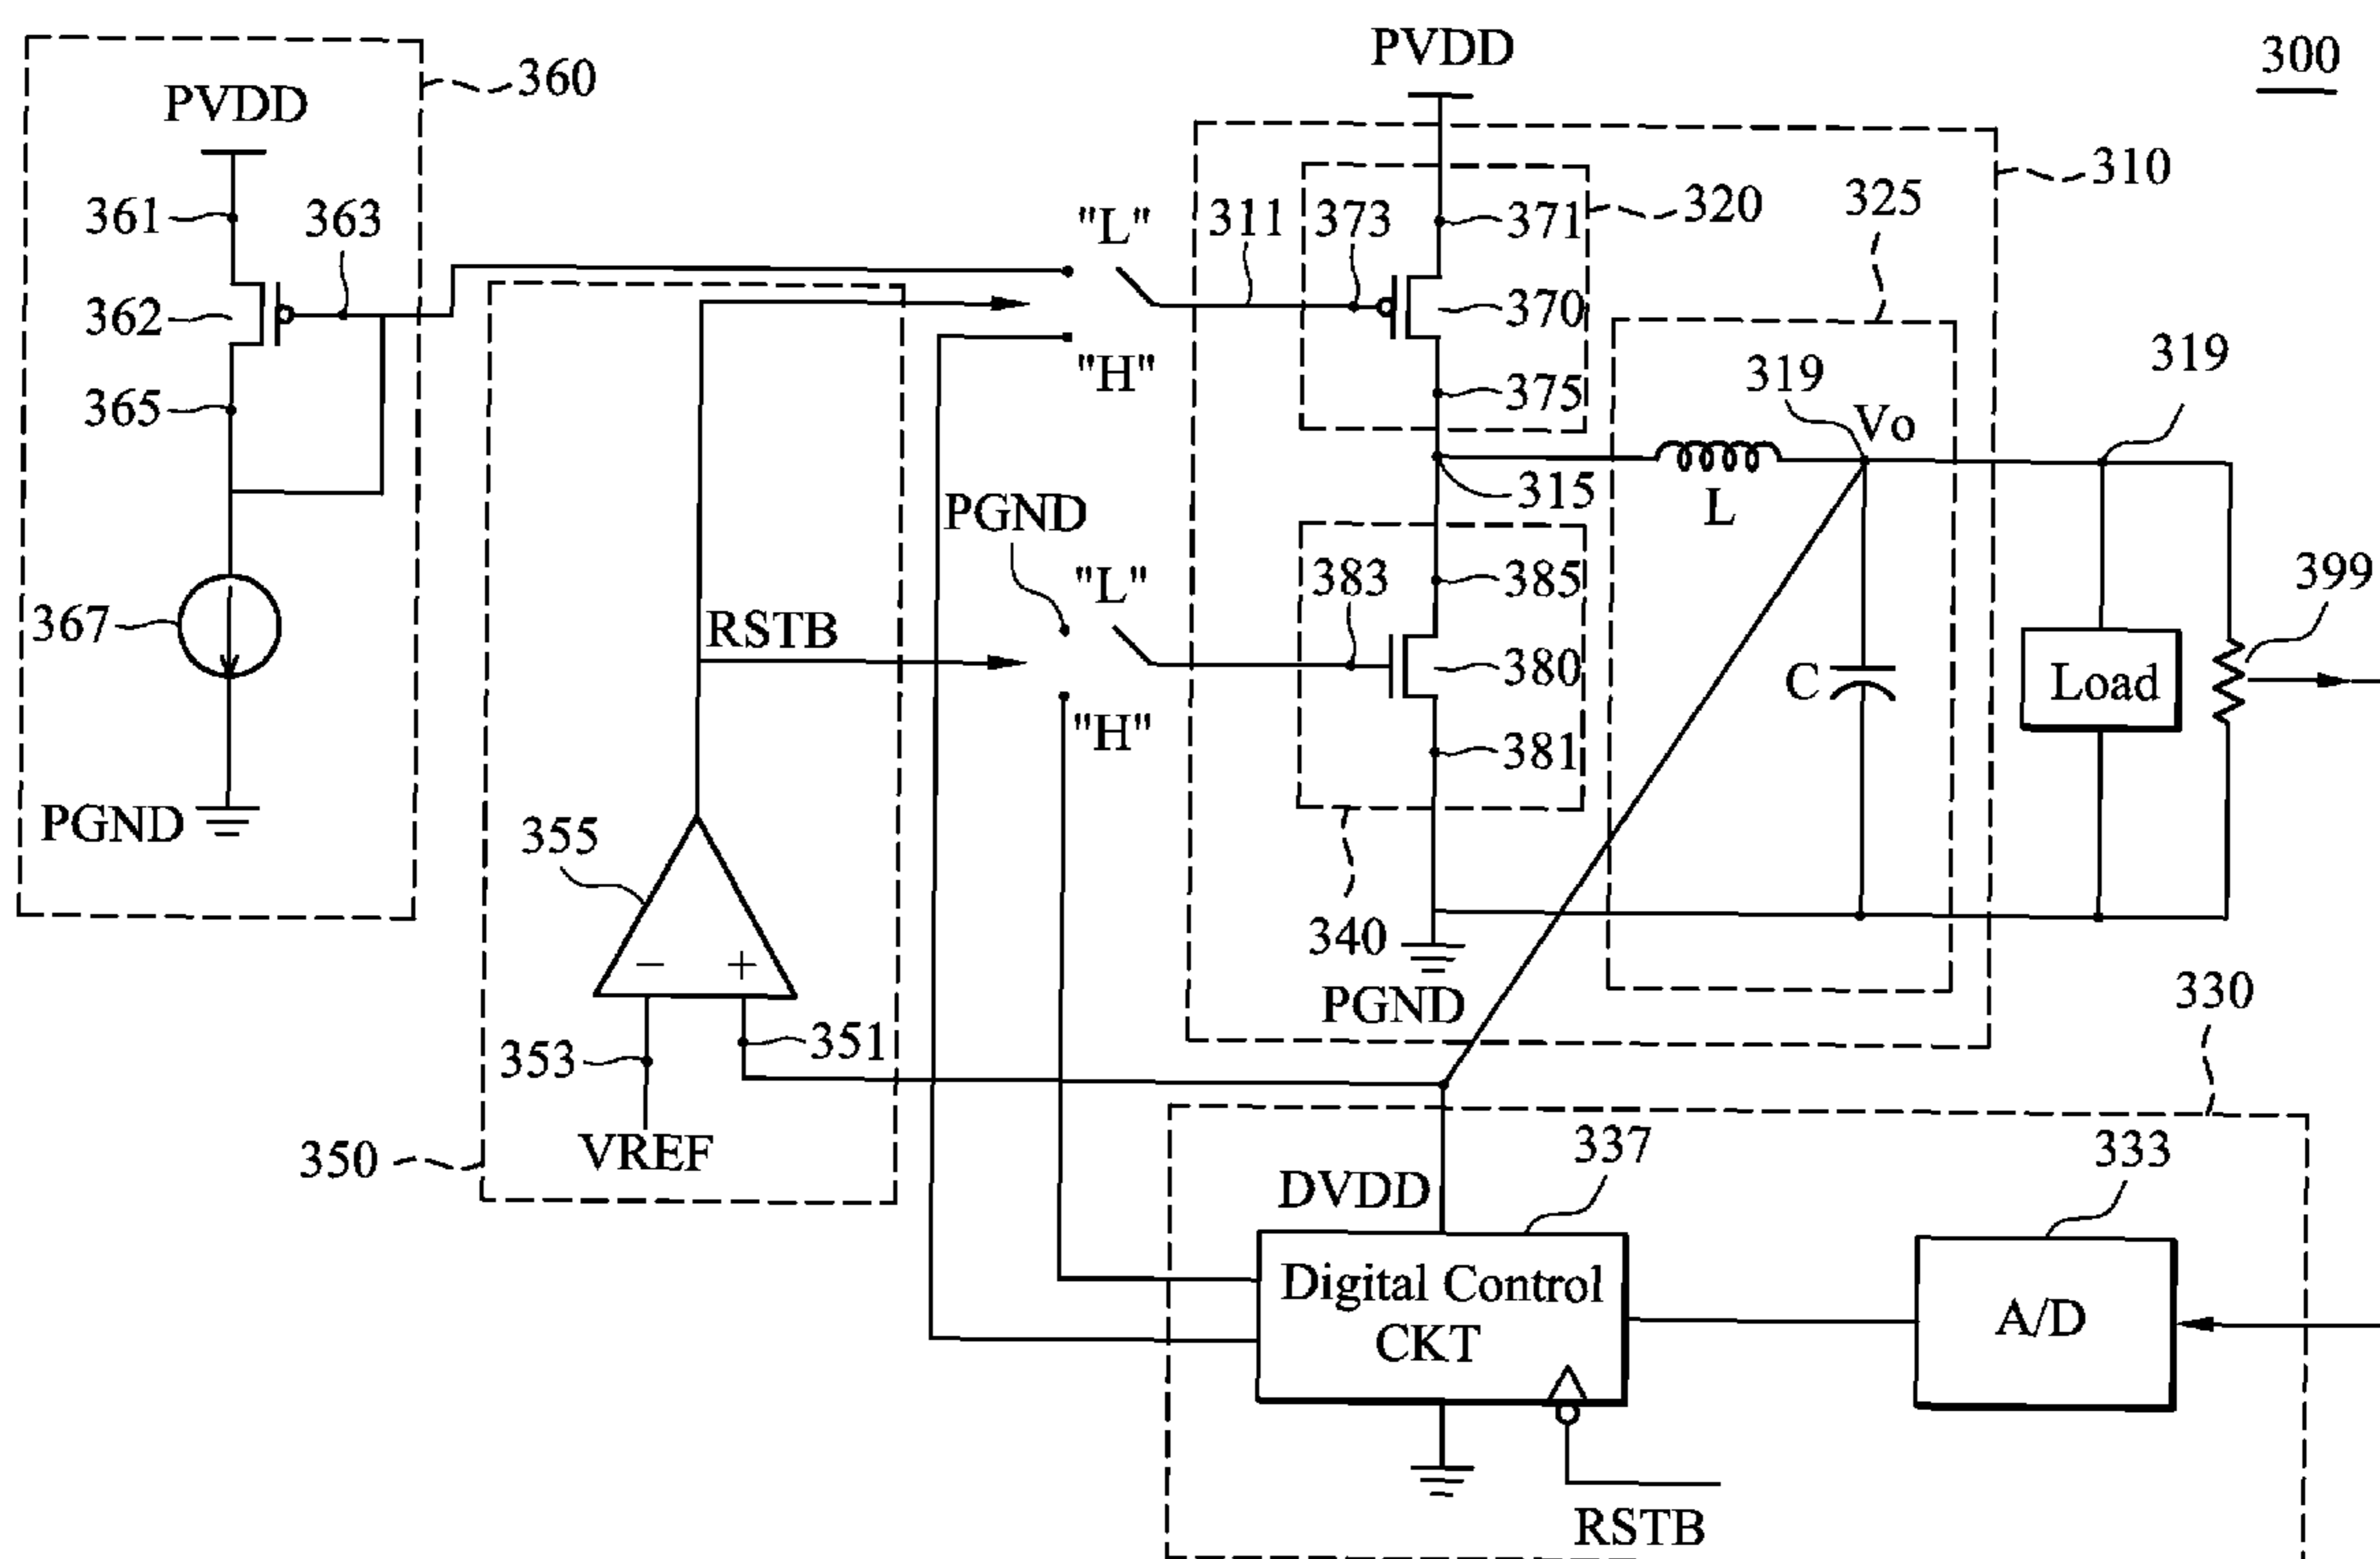 PVDD
300
360
PVDD
310
361
363
"L"
311
373
371
320
325
362
370
"H"
375
319
319
365
Vo
PGND
315
L
"L"
383
385
399
367
RSTB
380
C
Load
"H"
381
PGND
355
340
− +
PGND
330
353
351
350
VREF
DVDD
337
333
Digital Control
CKT
A/D
RSTB